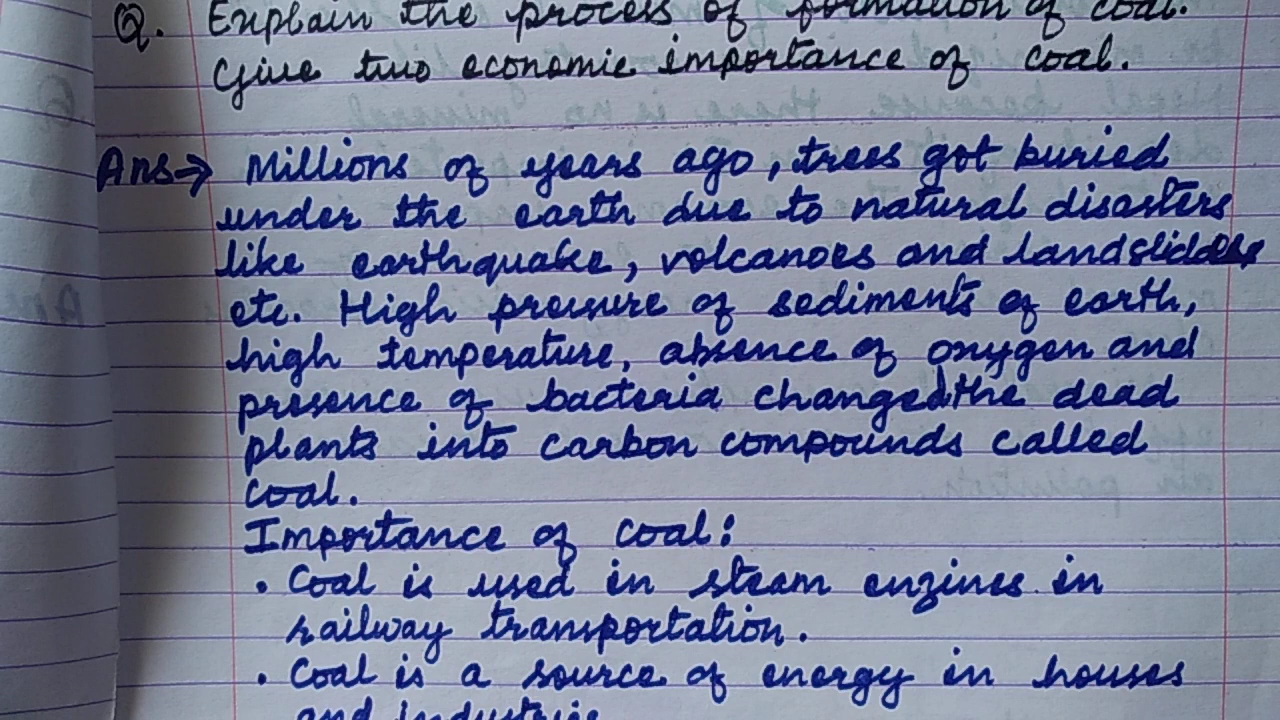 Q. Explain the process of formation of coal.
Give two economic importance of coal.
Ans→ Millions of years ago, trees got buried
under the earth due to natural disasters
like earthquake, volcanoes and
etc. High pressure of sediments of earth,
high temperature, absence of oxygen and
presence of bacteria changed the dead
plants into carbon compounds called
coal.
Importance of coal:
• Coal is used in steam engines in
railway transportation.
• Coal is a source of energy in houses
and